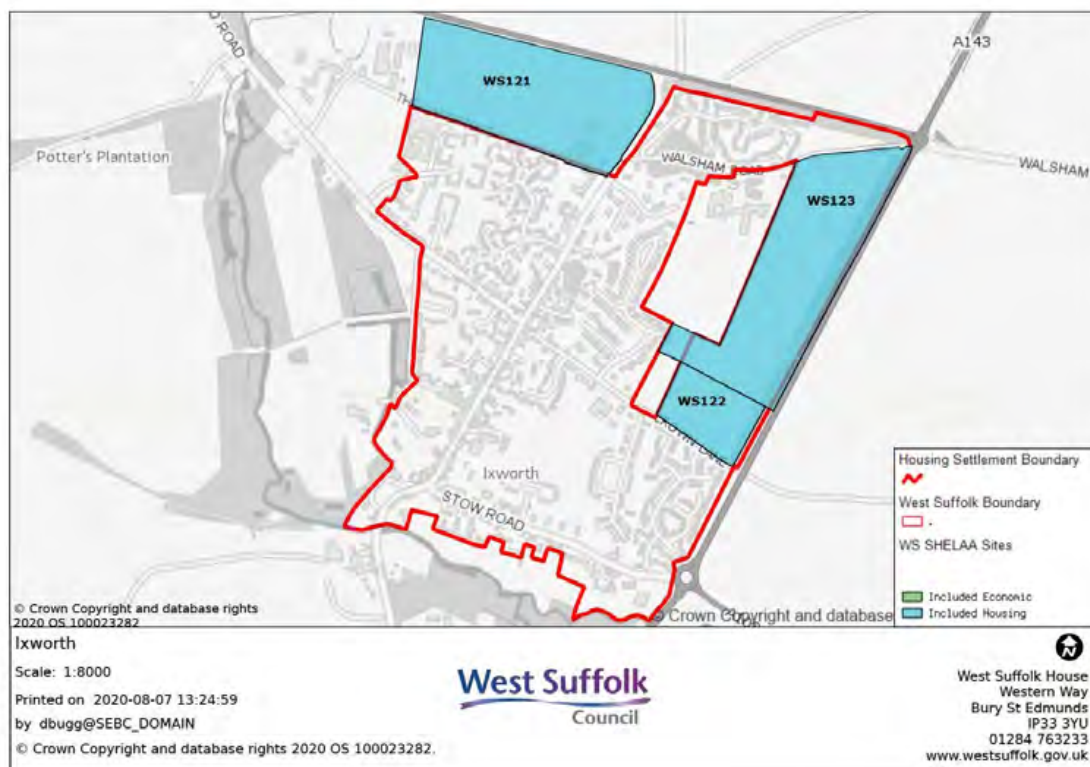 ROAD
A143
WS121
Potter's Plantation
WALSHAM ROAD
WALSHAM
WS123
WS122
LANE
Ixworth
STOW ROAD
Housing Settlement Boundary
West Suffolk Boundary
-
WS SHELAA Sites
Included Economic
Included Housing
© Crown Copyright and database rights
2020 OS 100023282
© Crown Copyright and database
Ixworth
Scale: 1:8000
Printed on 2020-08-07 13:24:59
by dbugg@SEBC_DOMAIN
© Crown Copyright and database rights 2020 OS 100023282.
West Suffolk
Council
N
West Suffolk House
Western Way
Bury St Edmunds
IP33 3YU
01284 763233
www.westsuffolk.gov.uk